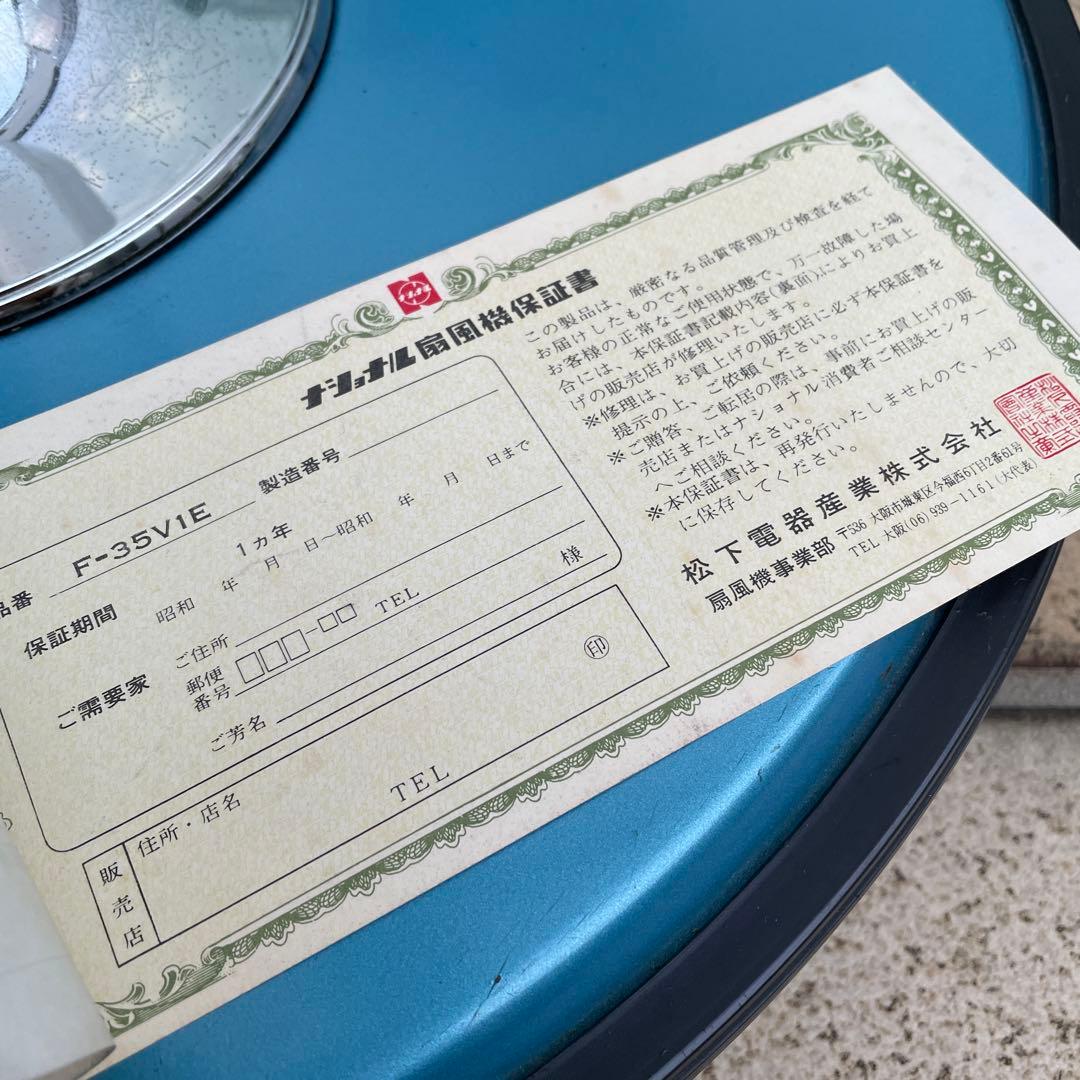 ナショナル
ナショナル扇風機保証書
品番 F-35V1E 製造番号
保証期間 1カ年
昭和 年 月 日〜昭和 年 月 日まで
ご需要家
ご住所
郵便番号 TEL
ご芳名 様
販売店
住所・店名
印
TEL
この製品は、厳密なる品質管理及び検査を経て
お届けしたものです。
お客様の正常なご使用状態で、万一故障した場
合には、本保証書記載内容(裏面)によりお買上
げの販売店が修理いたします。
※修理は、お買上げの販売店に必ず本保証書を
提示の上、ご依頼ください。
※ご贈答、ご転居の際は、事前にお買上げの販
売店またはナショナル消費者ご相談センター
へご相談ください。
※本保証書は、再発行いたしませんので、大切
に保存してください。
松下電器産業株式会社
扇風機事業部 〒536 大阪市城東区今福西6丁目2番61号
TEL 大阪(06) 939-1161(大代表)